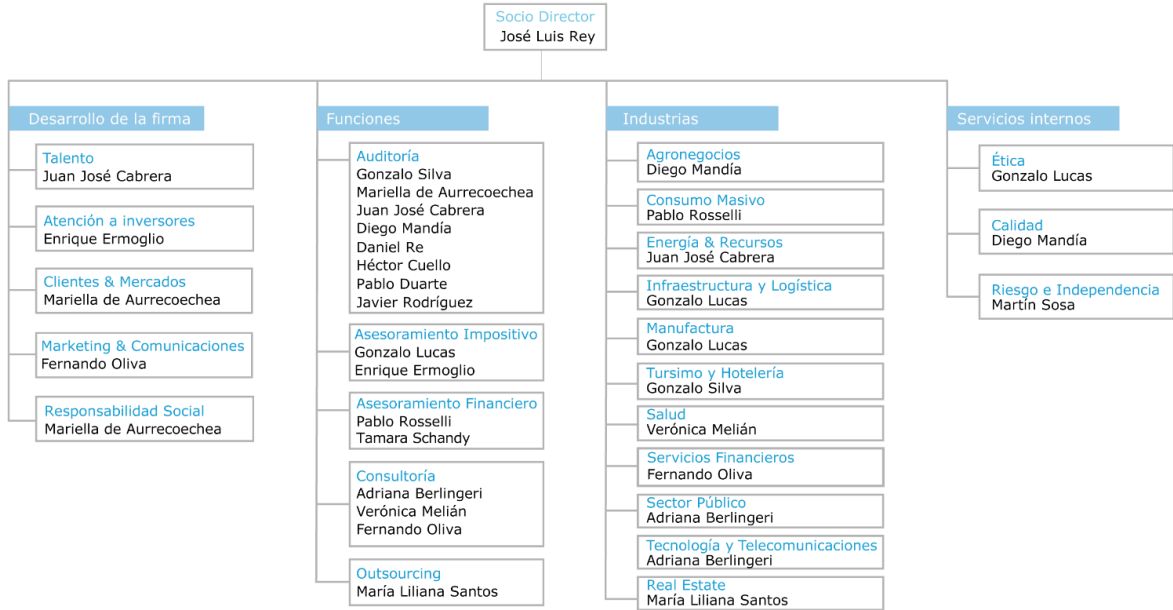 Socio Director
José Luis Rey
Desarrollo de la firma
Talento
Juan José Cabrera
Atención a inversores
Enrique Ermoglio
Clientes & Mercados
Mariella de Aurrecoechea
Marketing & Comunicaciones
Fernando Oliva
Responsabilidad Social
Mariella de Aurrecoechea
Funciones
Auditoría
Gonzalo Silva
Mariella de Aurrecoechea
Juan José Cabrera
Diego Mandía
Daniel Re
Héctor Cuello
Pablo Duarte
Javier Rodríguez
Asesoramiento Impositivo
Gonzalo Lucas
Enrique Ermoglio
Asesoramiento Financiero
Pablo Rosselli
Tamara Schandy
Consultoría
Adriana Berlingeri
Verónica Melián
Fernando Oliva
Outsourcing
María Liliana Santos
Industrias
Agronegocios
Diego Mandía
Consumo Masivo
Pablo Rosselli
Energía & Recursos
Juan José Cabrera
Infraestructura y Logística
Gonzalo Lucas
Manufactura
Gonzalo Lucas
Tursimo y Hotelería
Gonzalo Silva
Salud
Verónica Melián
Servicios Financieros
Fernando Oliva
Sector Público
Adriana Berlingeri
Tecnología y Telecomunicaciones
Adriana Berlingeri
Real Estate
María Liliana Santos
Servicios internos
Ética
Gonzalo Lucas
Calidad
Diego Mandía
Riesgo e Independencia
Martín Sosa